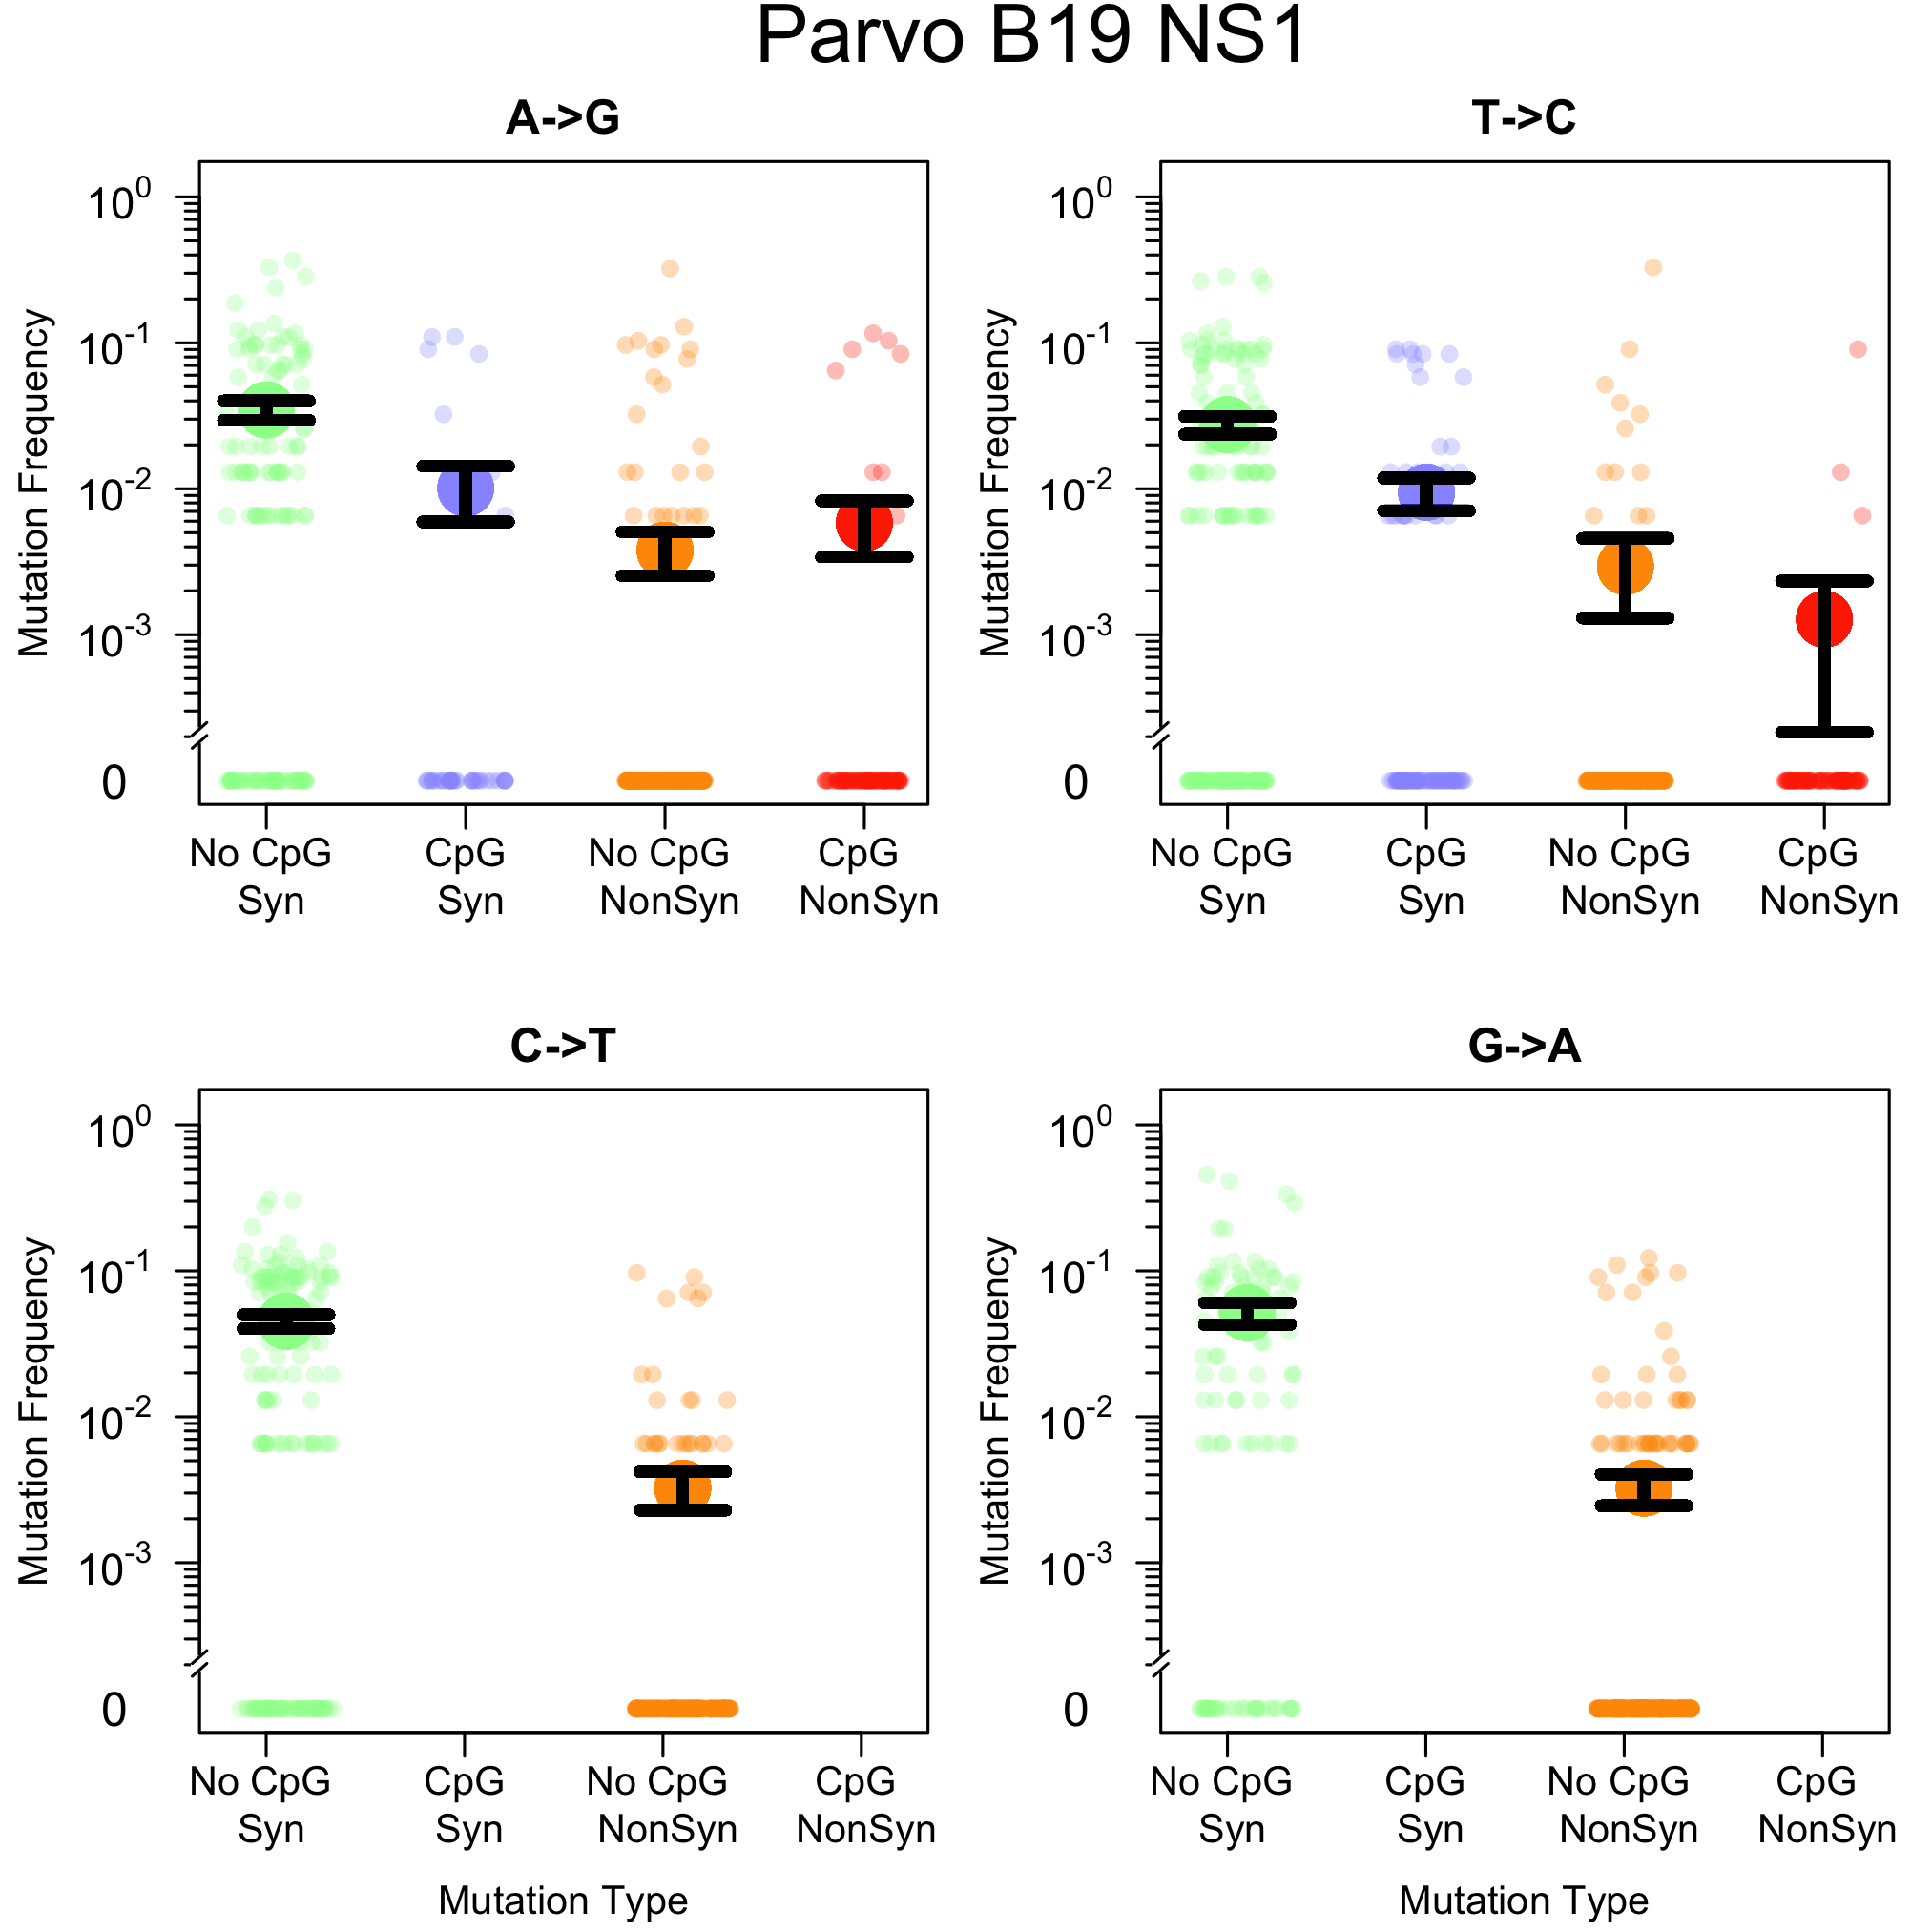 Parvo B19 NS1
A->G
Mutation Frequency
10^0
10^-1
10^-2
10^-3
0
No CpG CpG No CpG CpG
Syn Syn NonSyn NonSyn
T->C
Mutation Frequency
10^0
10^-1
10^-2
10^-3
0
No CpG CpG No CpG CpG
Syn Syn NonSyn NonSyn
C->T
Mutation Frequency
10^0
10^-1
10^-2
10^-3
0
No CpG CpG No CpG CpG
Syn Syn NonSyn NonSyn
Mutation Type
G->A
Mutation Frequency
10^0
10^-1
10^-2
10^-3
0
No CpG CpG No CpG CpG
Syn Syn NonSyn NonSyn
Mutation Type